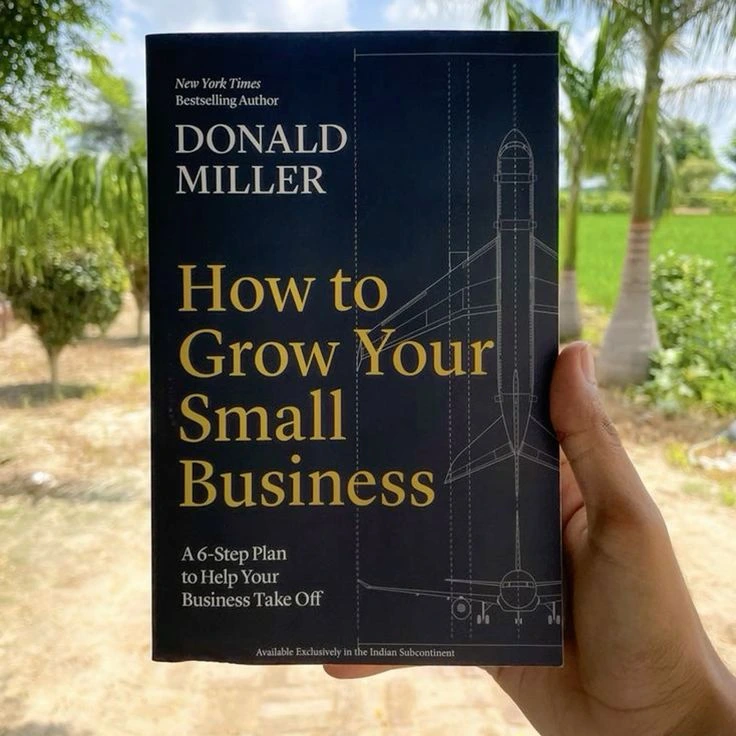 New York Times
Bestselling Author
DONALD
MILLER
How to
Grow Your
Small
Business
A 6-Step Plan
to Help Your
Business Take Off
Available Exclusively in the Indian Subcontinent